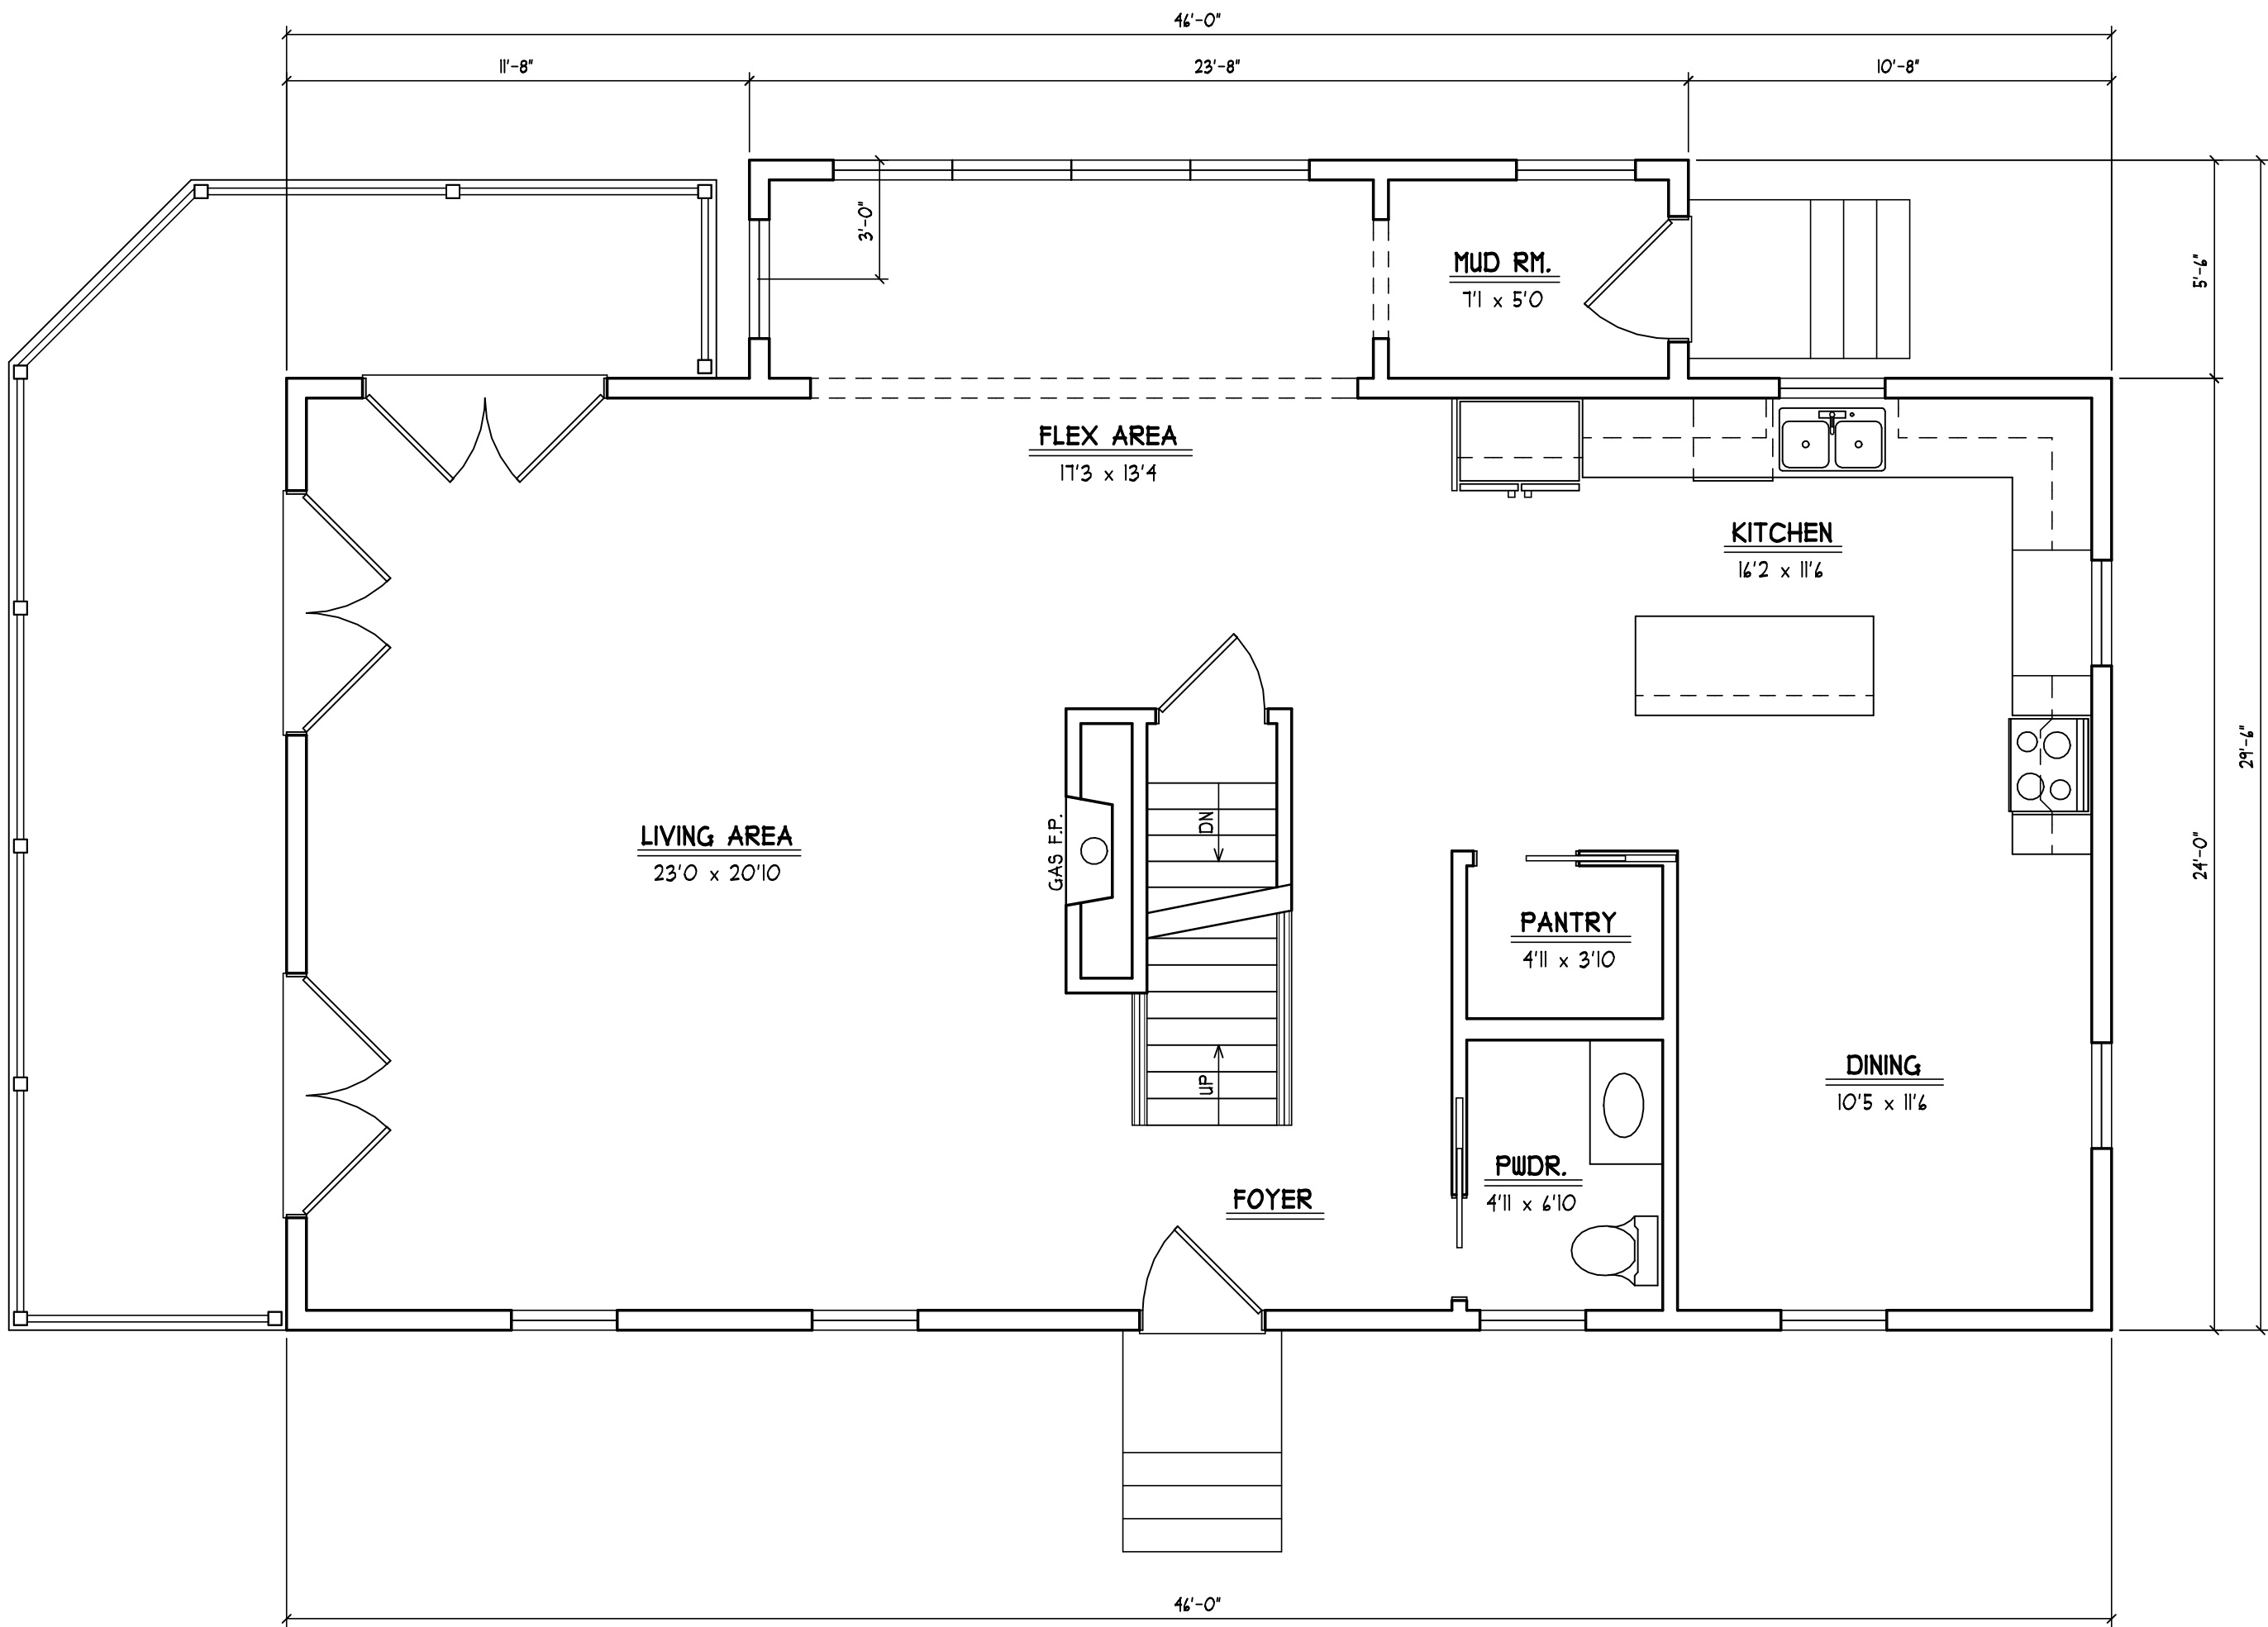 46'-0"
11'-8"
23'-8"
10'-8"
3'-0"
5'-6"
MUD RM.
7'1 x 5'0
FLEX AREA
17'3 x 13'4
KITCHEN
16'2 x 11'6
29'-6"
24'-0"
LIVING AREA
23'0 x 20'10
GAS F.P.
DN
PANTRY
4'11 x 3'10
DINING
10'5 x 11'6
UP
PWDR.
4'11 x 6'10
FOYER
46'-0"